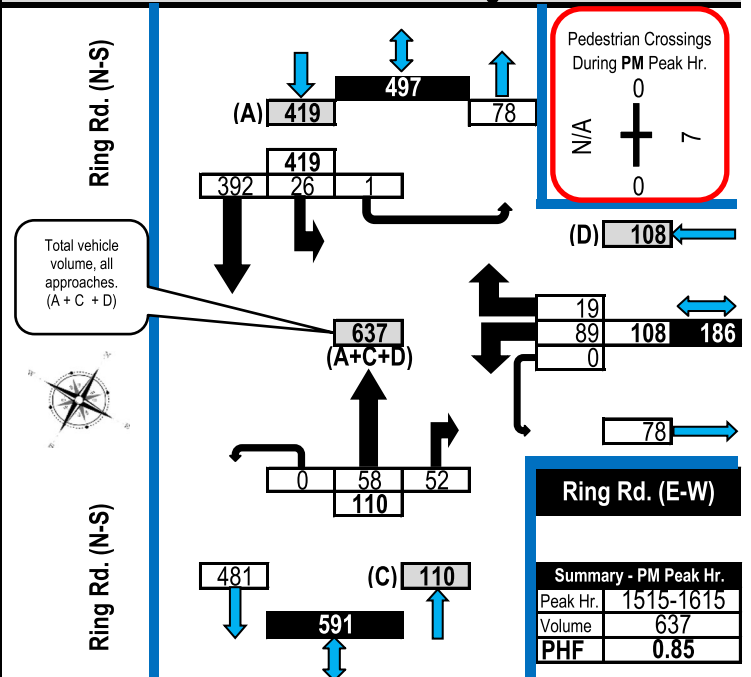 Ring Rd. (N-S)
497
(A) 419
78
Pedestrian Crossings
During PM Peak Hr.
0
N/A
7
0
419
392 26 1
(D) 108
Total vehicle
volume, all
approaches.
(A + C + D)
19
637
89 108 186
(A+C+D)
0
78
0 58 52
110
Ring Rd. (E-W)
Ring Rd. (N-S)
481
(C) 110
591
Summary - PM Peak Hr.
Peak Hr. 1515-1615
Volume 637
PHF 0.85